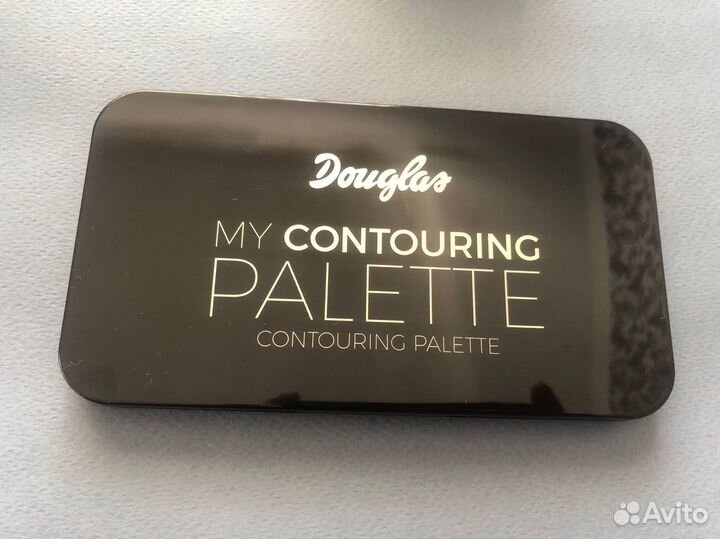 Douglas
MY CONTOURING
PALETTE
CONTOURING PALETTE
Avito